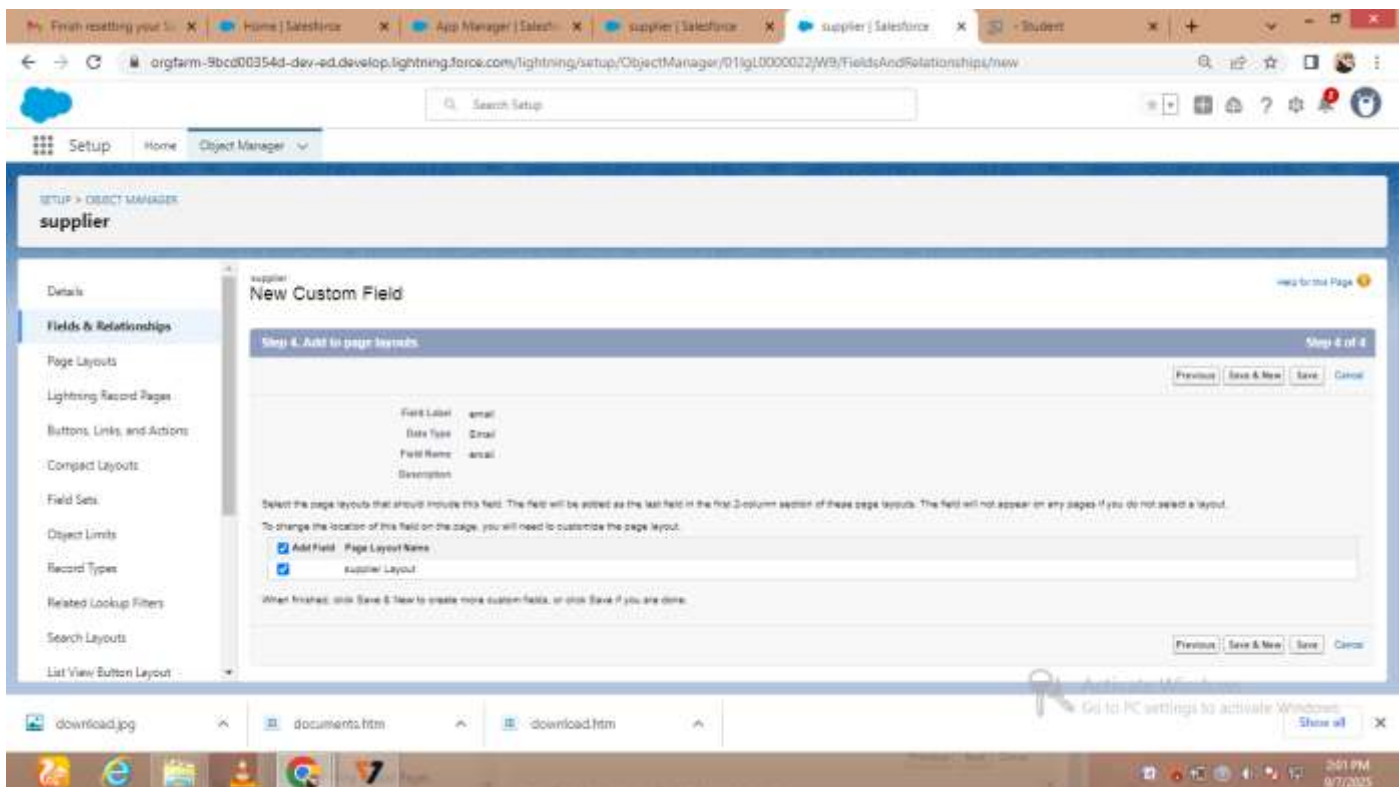 Finish resetting your S
Home | Salesforce
App Manager | Salesf
supplier | Salesforce
supplier | Salesforce
- Student
orgfarm-9bcd00354d-dev-ed.develop.lightning.force.com/lightning/setup/ObjectManager/01IgL0000022jW9/FieldsAndRelationships/new
Search Setup
Setup
Home
Object Manager
SETUP > OBJECT MANAGER
supplier
Details
Fields & Relationships
Page Layouts
Lightning Record Pages
Buttons, Links, and Actions
Compact Layouts
Field Sets
Object Limits
Record Types
Related Lookup Filters
Search Layouts
List View Button Layout
supplier
New Custom Field
Help for this Page
Step 4. Add to page layouts
Step 4 of 4
Previous Save & New Save Cancel
Field Label email
Data Type Email
Field Name email
Description
Select the page layouts that should include this field. The field will be added as the last field in the first 2-column section of these page layouts. The field will not appear on any pages if you do not select a layout.
To change the location of this field on the page, you will need to customize the page layout.
Add Field Page Layout Name
supplier Layout
When finished, click Save & New to create more custom fields, or click Save if you are done.
Previous Save & New Save Cancel
Activate Windows
Go to PC settings to activate Windows.
download.jpg
documents.htm
download.htm
Show all
2:01 PM
9/7/2025